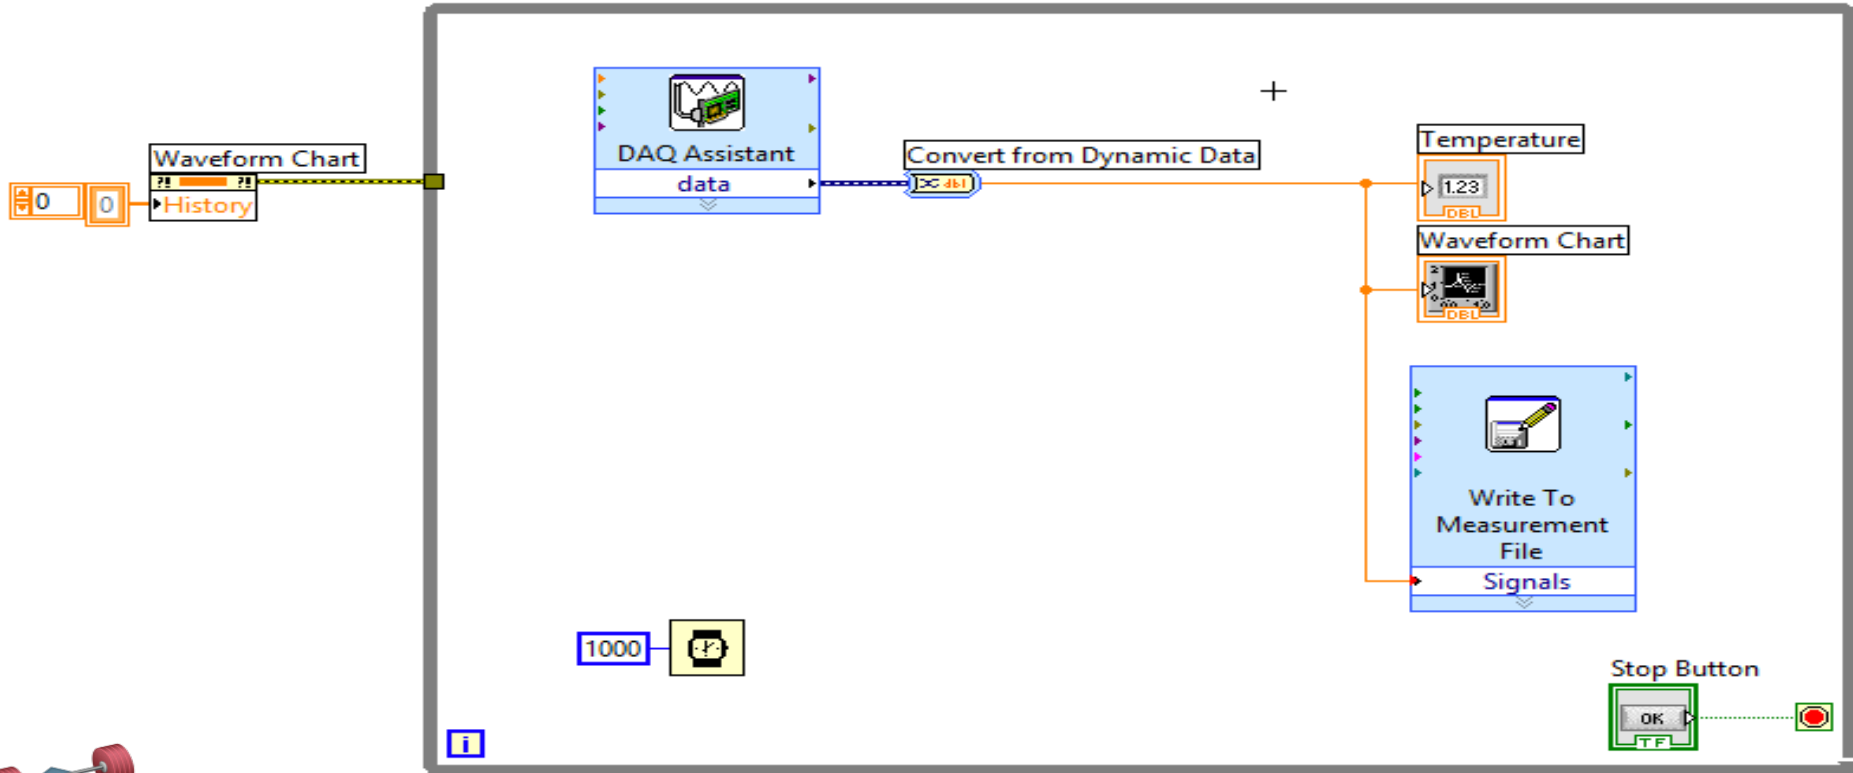 Waveform Chart
?! ?!
0
0
History
DAQ Assistant
data
Convert from Dynamic Data
dbl
Temperature
1.23
DBL
Waveform Chart
DBL
Write To
Measurement
File
Signals
1000
Stop Button
OK
TF
i